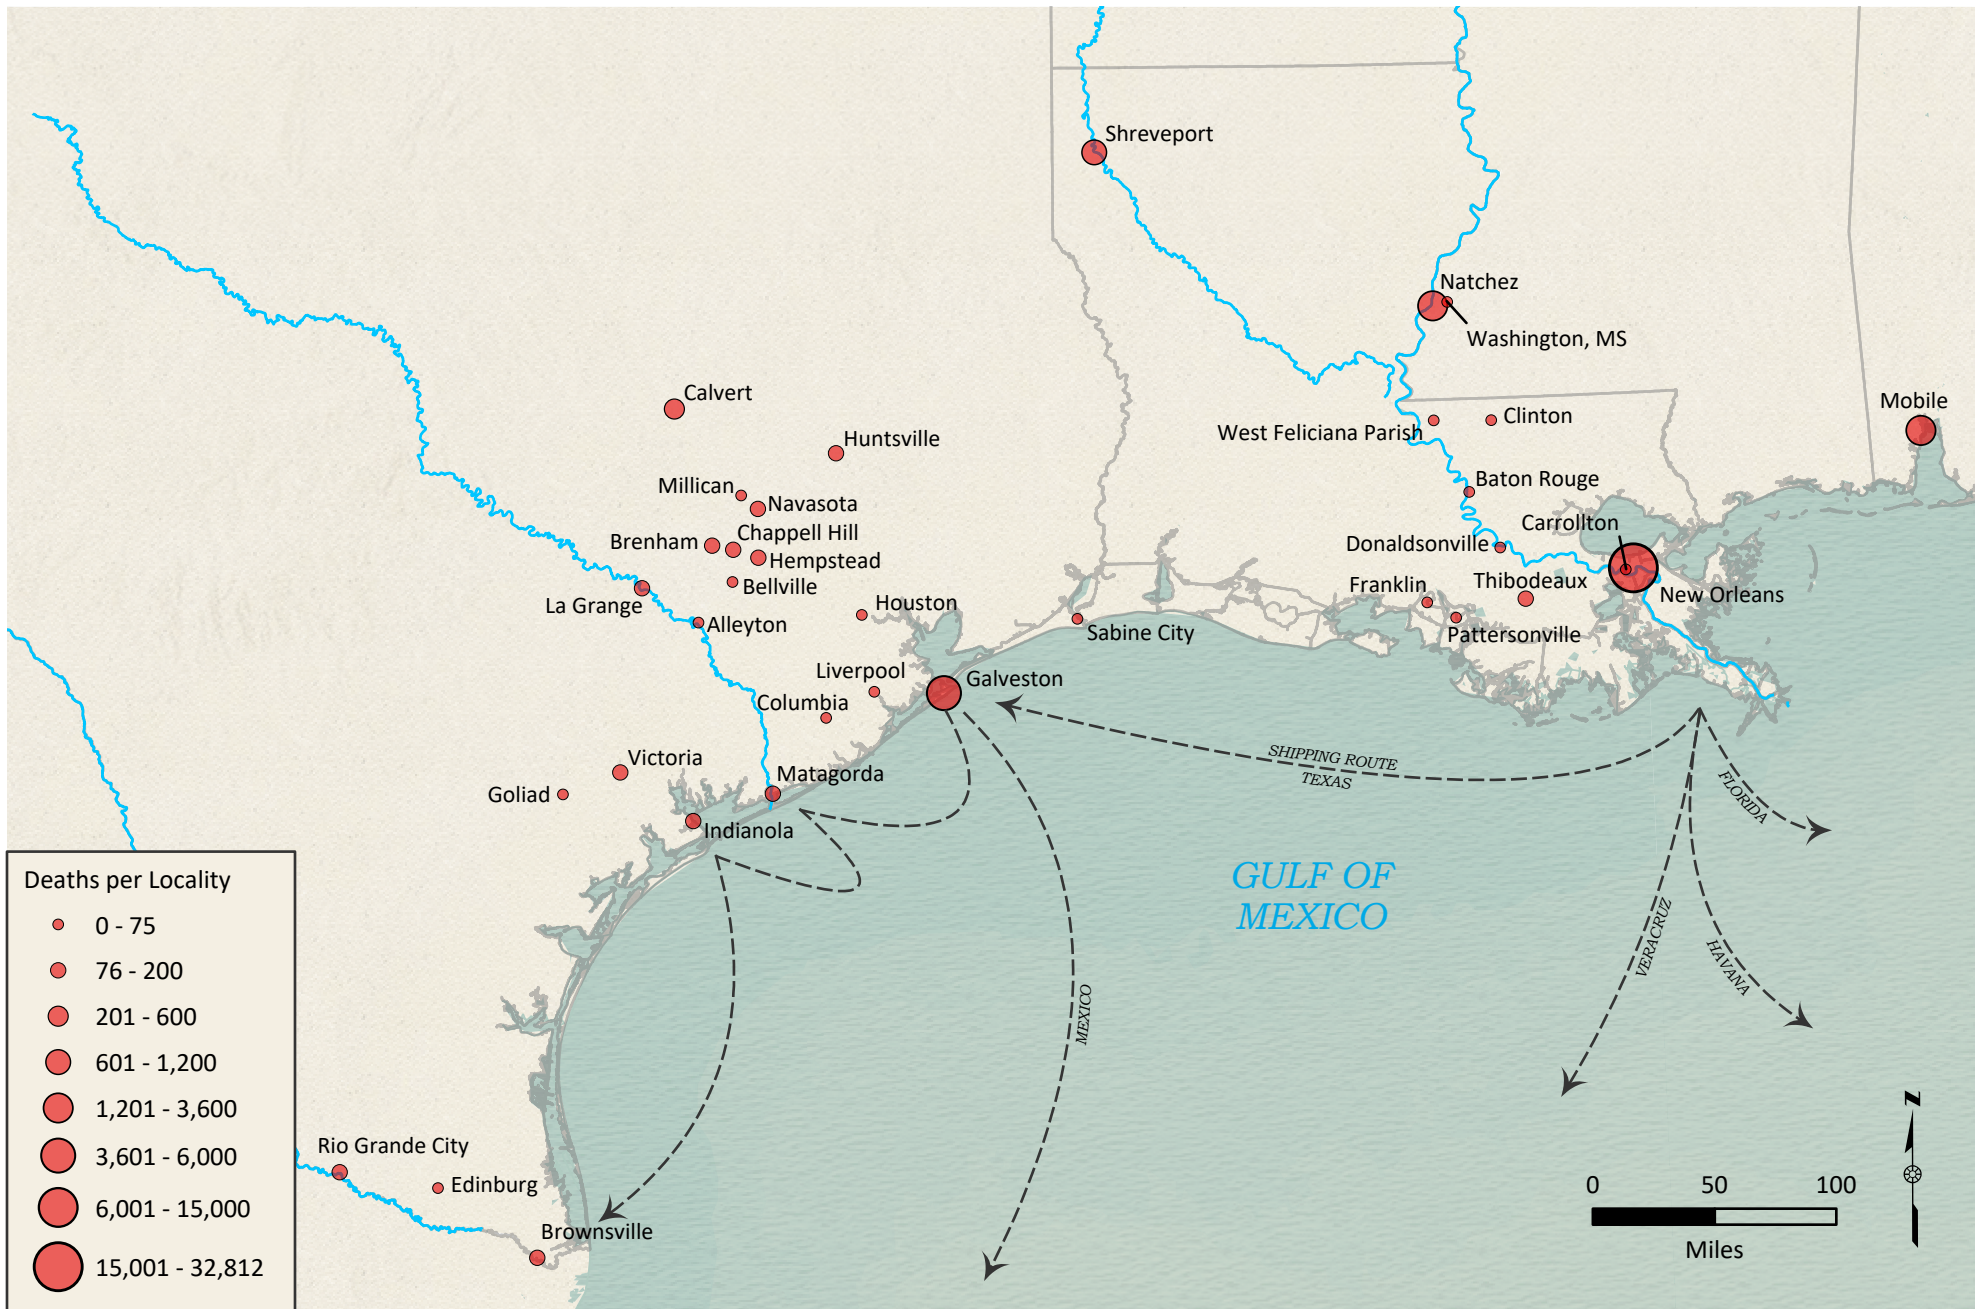 Shreveport
Natchez
Washington, MS
Calvert
Mobile
Huntsville
West Feliciana Parish
Clinton
Millican
Navasota
Baton Rouge
Carrollton
Chappell Hill
Brenham
Hempstead
Donaldsonville
Bellville
Franklin
Thibodeaux
New Orleans
La Grange
Houston
Alleyton
Sabine City
Pattersonville
Liverpool
Galveston
Columbia
Victoria
SHIPPING ROUTE
TEXAS
Matagorda
Goliad
FLORIDA
Indianola
GULF OF
MEXICO
VERACRUZ
HAVANA
MEXICO
Deaths per Locality
0 - 75
76 - 200
201 - 600
601 - 1,200
1,201 - 3,600
3,601 - 6,000
6,001 - 15,000
15,001 - 32,812
Rio Grande City
Edinburg
Brownsville
N
0 50 100
Miles